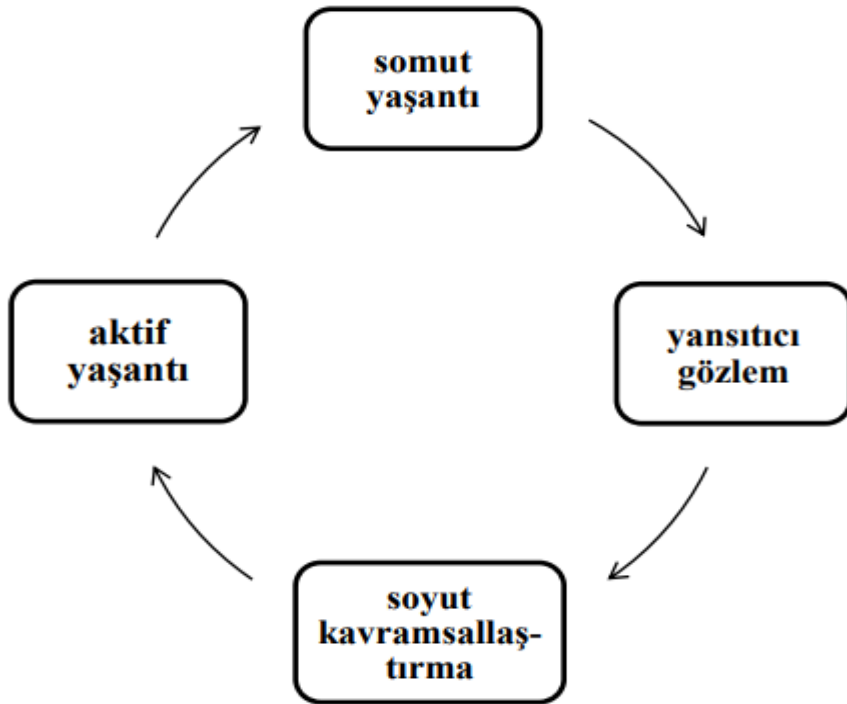 somut
yaşantı
aktif
yaşantı
yansıtıcı
gözlem
soyut
kavramsallaş-
tırma